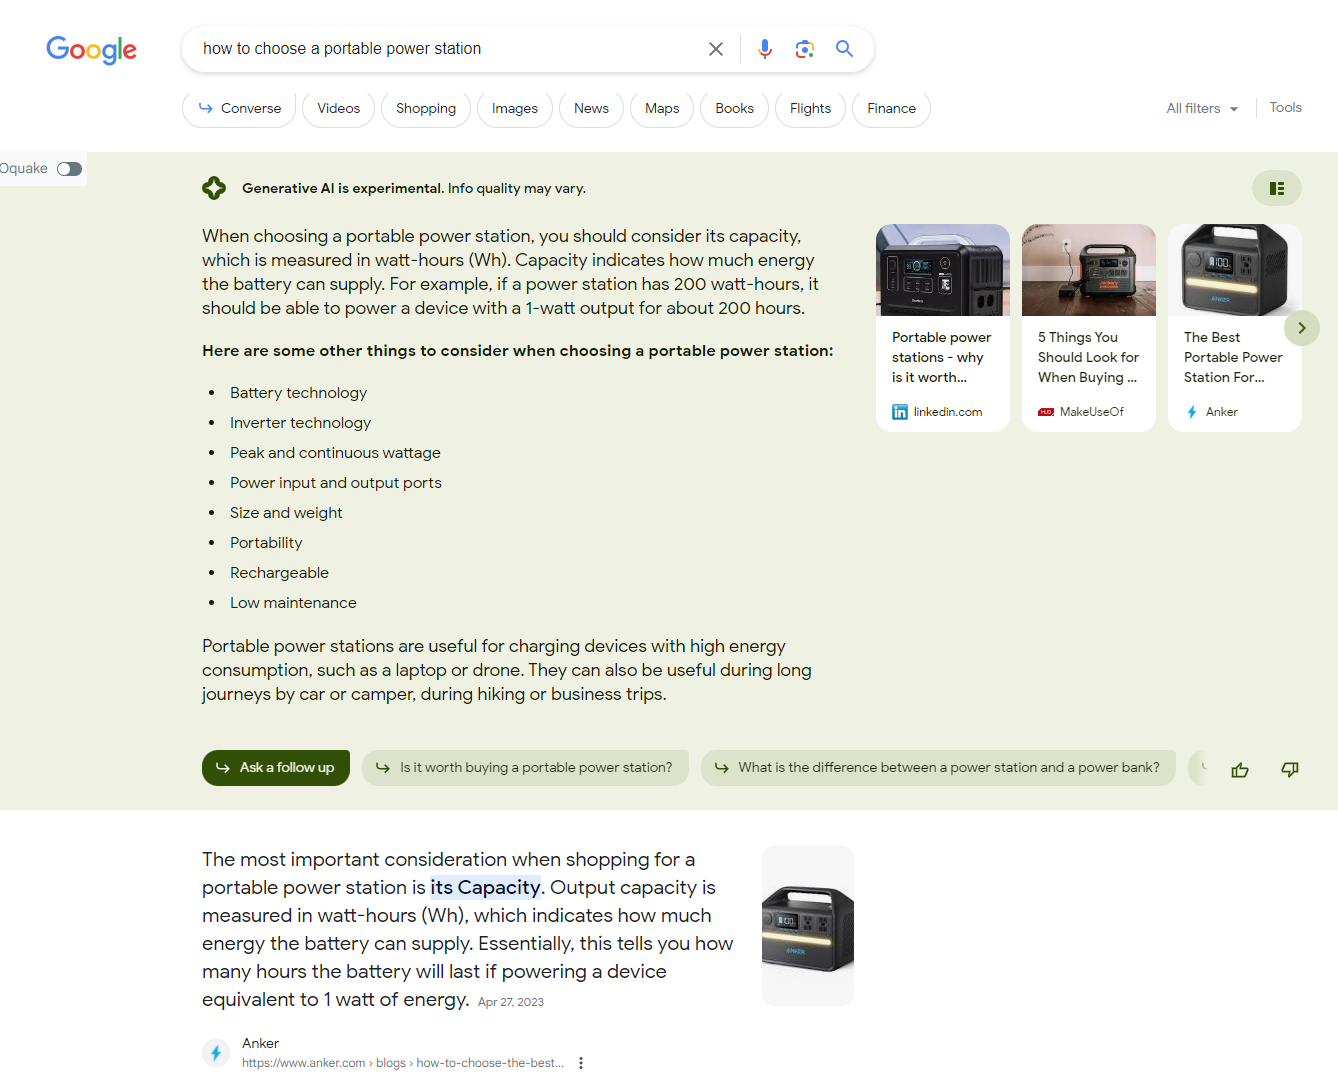 Google
how to choose a portable power station
Converse
Videos
Shopping
Images
News
Maps
Books
Flights
Finance
All filters
Tools
Oquake
Generative AI is experimental. Info quality may vary.
When choosing a portable power station, you should consider its capacity,
which is measured in watt-hours (Wh). Capacity indicates how much energy
the battery can supply. For example, if a power station has 200 watt-hours, it
should be able to power a device with a 1-watt output for about 200 hours.
Here are some other things to consider when choosing a portable power station:
• Battery technology
• Inverter technology
• Peak and continuous wattage
• Power input and output ports
• Size and weight
• Portability
• Rechargeable
• Low maintenance
Portable power stations are useful for charging devices with high energy
consumption, such as a laptop or drone. They can also be useful during long
journeys by car or camper, during hiking or business trips.
Portable power
stations - why
is it worth...
linkedin.com
5 Things You
Should Look for
When Buying ...
MakeUseOf
ANKER
The Best
Portable Power
Station For...
Anker
Ask a follow up
Is it worth buying a portable power station?
What is the difference between a power station and a power bank?
The most important consideration when shopping for a
portable power station is its Capacity. Output capacity is
measured in watt-hours (Wh), which indicates how much
energy the battery can supply. Essentially, this tells you how
many hours the battery will last if powering a device
equivalent to 1 watt of energy. Apr 27, 2023
ANKER
Anker
https://www.anker.com › blogs › how-to-choose-the-best...